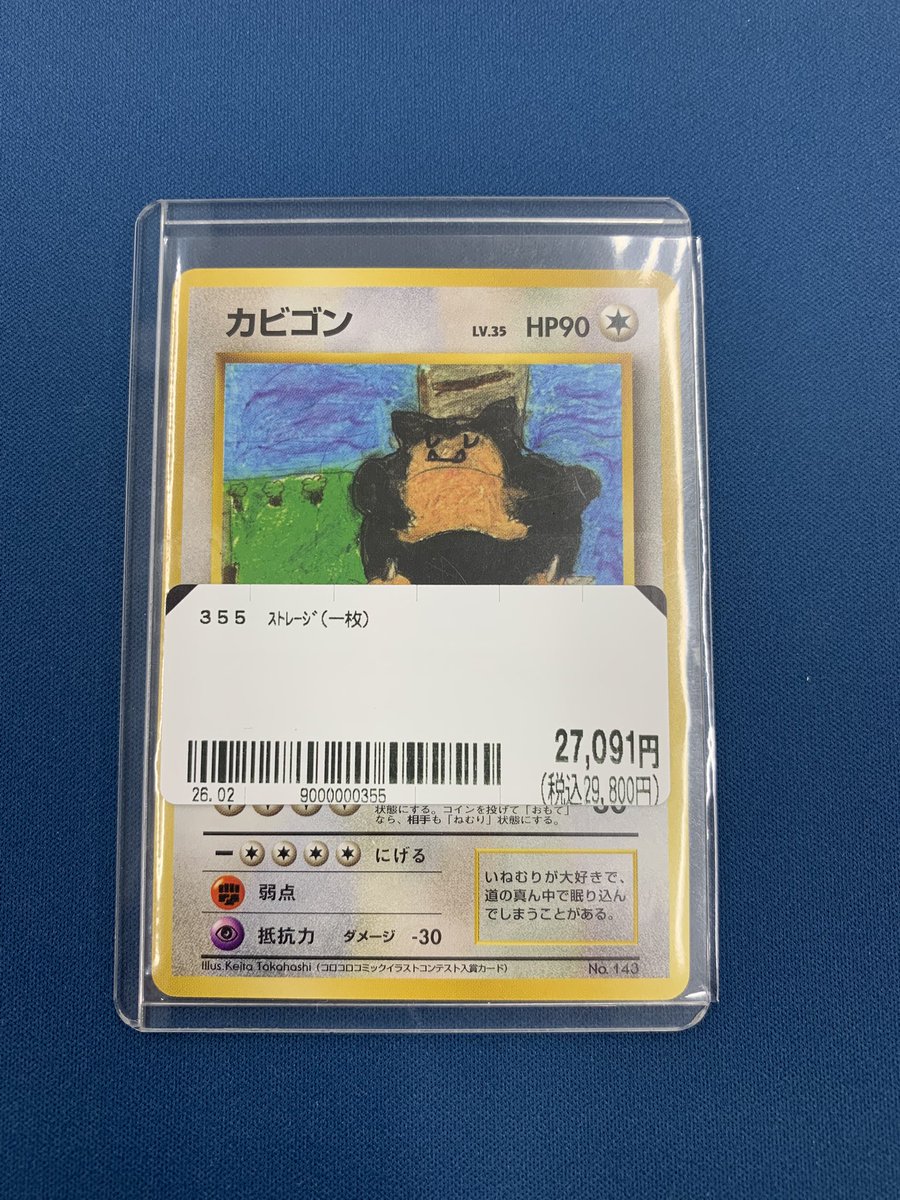 カビゴン LV.35 HP90
355 ストレージ(一枚)
27,091円
(税込29,800円)
26.02 9000000355
状態にする。コインを投げて「おもて」
なら、相手も「ねむり」状態にする。
にげる
弱点
抵抗力 ダメージ -30
いねむりが大好きで、
道の真ん中で眠り込ん
でしまうことがある。
Illus.Keita Takahashi (コロコロコミックイラストコンテスト入賞カード) No. 143